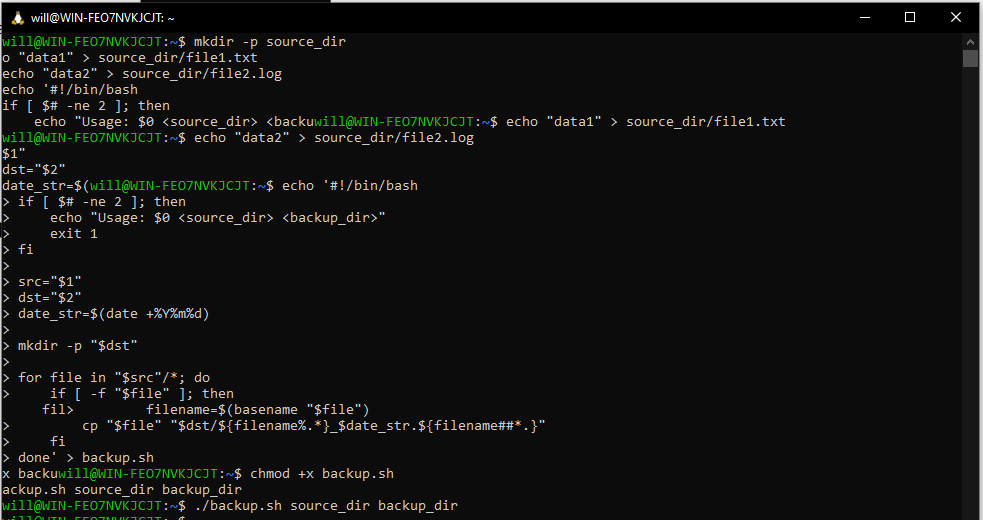 will@WIN-FEO7NVKJCJT: ~
will@WIN-FEO7NVKJCJT:~$ mkdir -p source_dir
o "data1" > source_dir/file1.txt
echo "data2" > source_dir/file2.log
echo '#!/bin/bash
if [ $# -ne 2 ]; then
    echo "Usage: $0 <source_dir> <backuwill@WIN-FEO7NVKJCJT:~$ echo "data1" > source_dir/file1.txt
will@WIN-FEO7NVKJCJT:~$ echo "data2" > source_dir/file2.log
$1"
dst="$2"
date_str=$(will@WIN-FEO7NVKJCJT:~$ echo '#!/bin/bash
> if [ $# -ne 2 ]; then
>     echo "Usage: $0 <source_dir> <backup_dir>"
>     exit 1
> fi
>
> src="$1"
> dst="$2"
> date_str=$(date +%Y%m%d)
>
> mkdir -p "$dst"
>
> for file in "$src"/*; do
>     if [ -f "$file" ]; then
     fil>         filename=$(basename "$file")
>         cp "$file" "$dst/${filename%.*}_$date_str.${filename##*.}"
>     fi
> done' > backup.sh
x backuwill@WIN-FEO7NVKJCJT:~$ chmod +x backup.sh
ackup.sh source_dir backup_dir
will@WIN-FEO7NVKJCJT:~$ ./backup.sh source_dir backup_dir